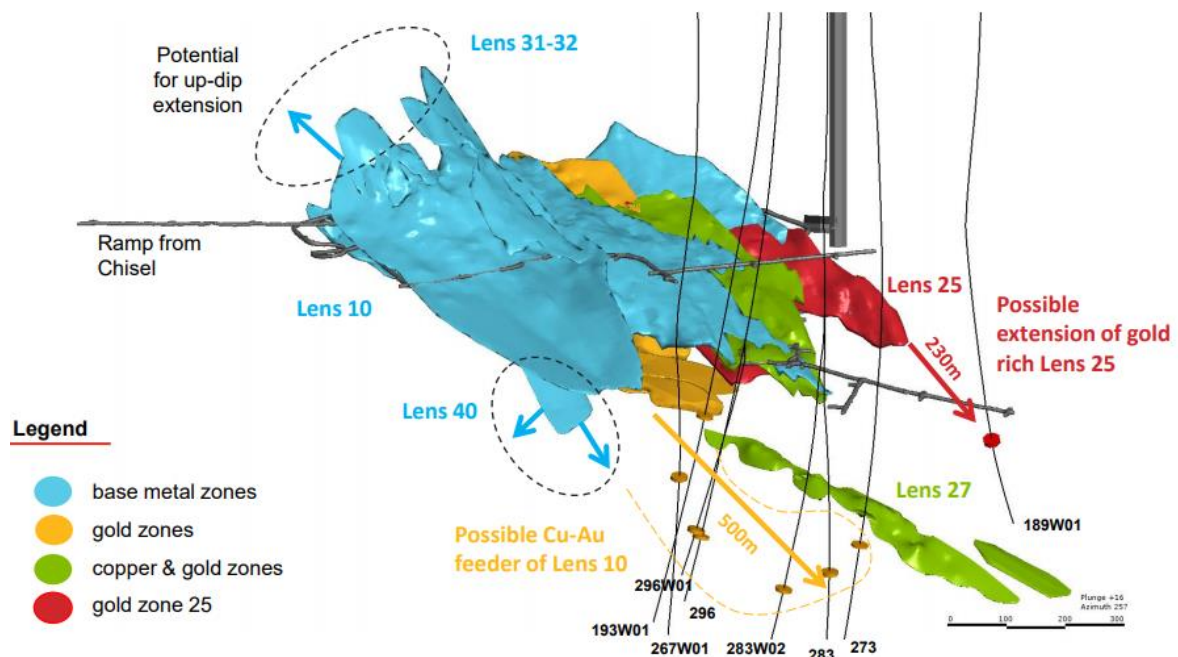 Lens 31-32
Potential
for up-dip
extension
Ramp from
Chisel
Lens 10
Lens 25
Possible
extension of gold
rich Lens 25
230m
Lens 40
Legend
base metal zones
gold zones
copper & gold zones
gold zone 25
Lens 27
Possible Cu-Au
feeder of Lens 10
500m
189W01
296W01
296
193W01
267W01
283W02
283
273
Plunge +16
Azimuth 257
0 100 200 300